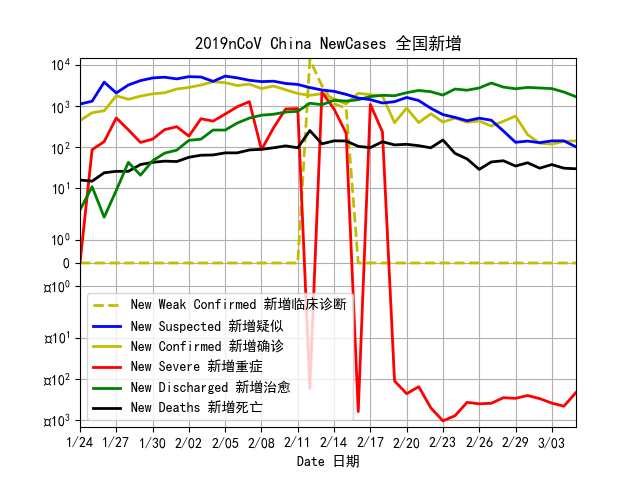 2019nCoV China NewCases 全国新增
10⁴
10³
10²
10¹
10⁰
0
¤10⁰
¤10¹
¤10²
¤10³
New Weak Confirmed 新增临床诊断
New Suspected 新增疑似
New Confirmed 新增确诊
New Severe 新增重症
New Discharged 新增治愈
New Deaths 新增死亡
1/24 1/27 1/30 2/02 2/05 2/08 2/11 2/14 2/17 2/20 2/23 2/26 2/29 3/03
Date 日期